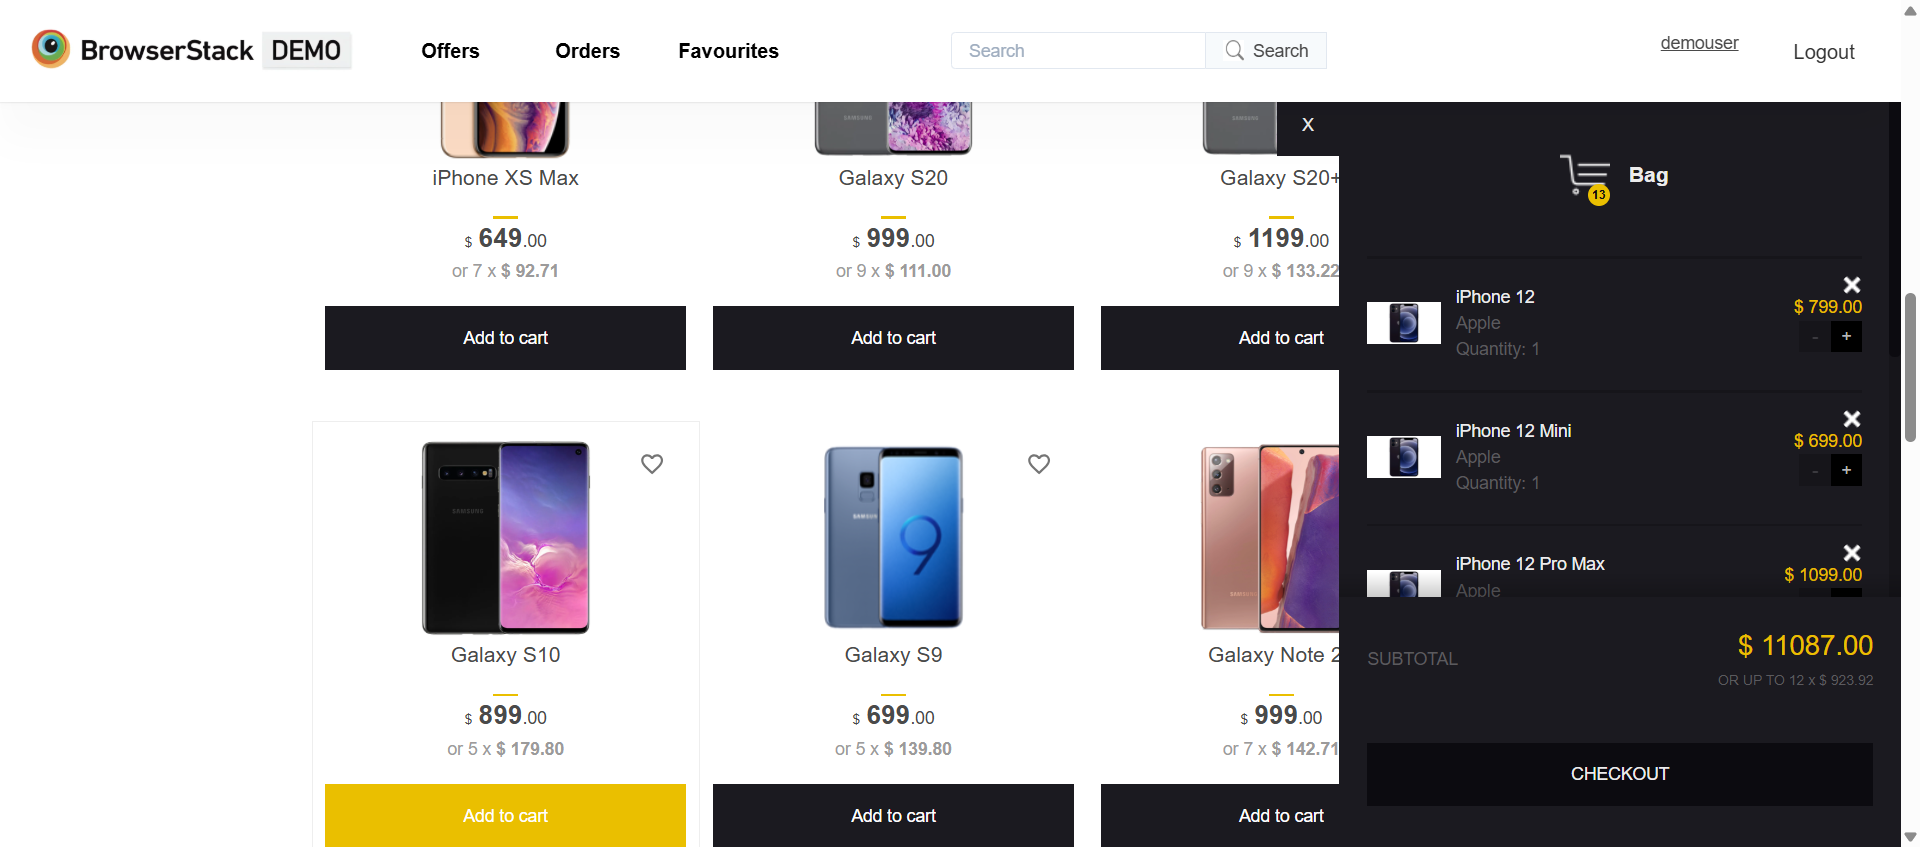 BrowserStack DEMO
Offers
Orders
Favourites
Search
Search
demouser
Logout
iPhone XS Max
$ 649.00
or 7 x $ 92.71
Add to cart
Galaxy S20
$ 999.00
or 9 x $ 111.00
Add to cart
Galaxy S20+
$ 1199.00
or 9 x $ 133.22
Add to cart
SAMSUNG
Galaxy S10
$ 899.00
or 5 x $ 179.80
Add to cart
Galaxy S9
$ 699.00
or 5 x $ 139.80
Add to cart
Galaxy Note 2
$ 999.00
or 7 x $ 142.71
Add to cart
X
13
Bag
iPhone 12
Apple
Quantity: 1
$ 799.00
- +
iPhone 12 Mini
Apple
Quantity: 1
$ 699.00
- +
iPhone 12 Pro Max
Apple
$ 1099.00
SUBTOTAL
$ 11087.00
OR UP TO 12 x $ 923.92
CHECKOUT